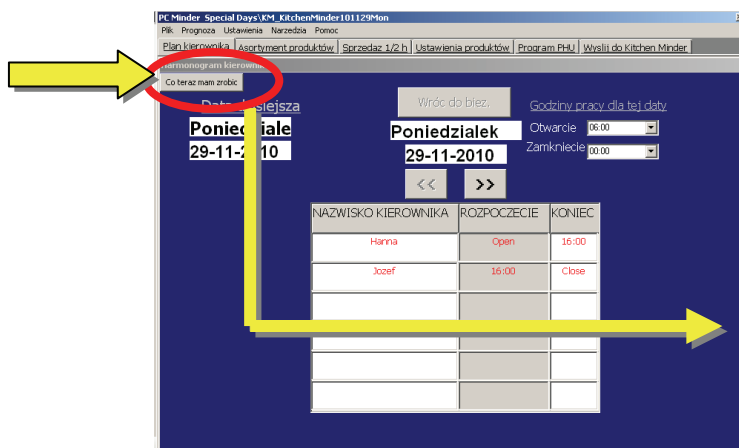 PC Minder Special Days\KM_KitchenMinder101129Mon
Plik Prognoza Ustawienia Narzedzia Pomoc
Plan kierownika Asortyment produktów Sprzedaz 1/2 h Ustawienia produktów Program PHU Wyslij do Kitchen Minder
Harmonogram kierownika
Co teraz mam zrobic
Wróc do biez.
Godziny pracy dla tej daty
Poniedzialek
Otwarcie 06:00
29-11-2010
29-11-2010
Zamkniecie 00:00
<< >>
NAZWISKO KIEROWNIKA ROZPOCZECIE KONIEC
Hanna Open 16:00
Jozef 16:00 Close